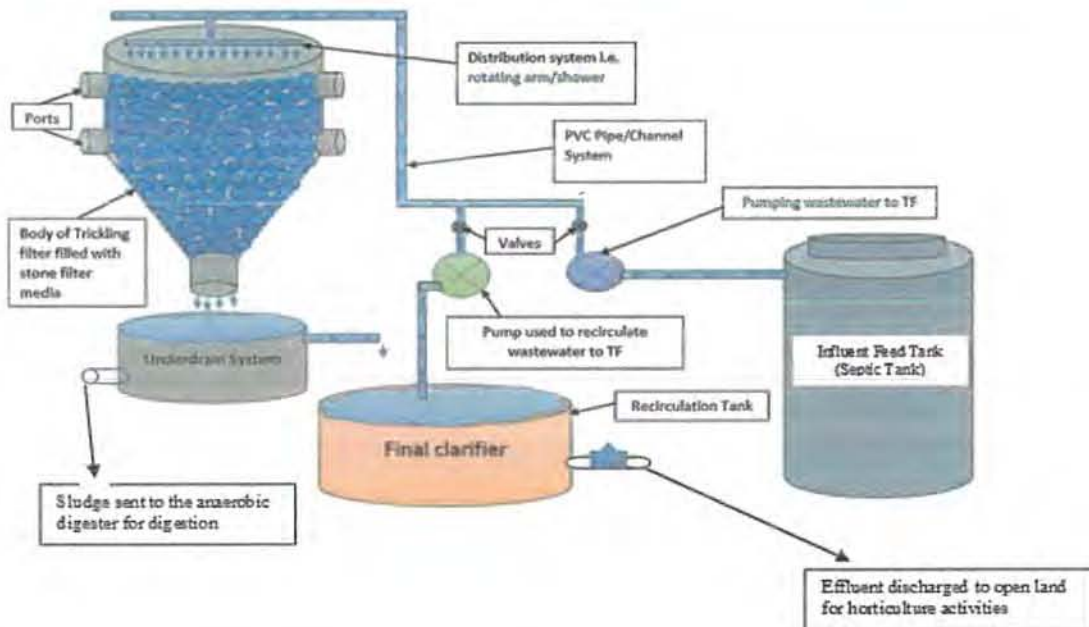 Distribution system i.e.
rotating arm/shower
Ports
PVC Pipe/Channel
System
Pumping wastewater to TF
Body of Trickling
filter filled with
stone filter
media
Valves
Underdrain System
Pump used to recirculate
wastewater to TF
Influent Feed Tank
(Septic Tank)
Recirculation Tank
Final clarifier
Sludge sent to the anaerobic
digester for digestion
Effluent discharged to open land
for horticulture activities